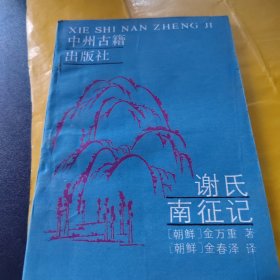 XIE SHI NAN ZHENG JI
中州古籍
出版社
谢氏
南征记
〔朝鲜〕金万重 著
〔朝鲜〕金春泽 译